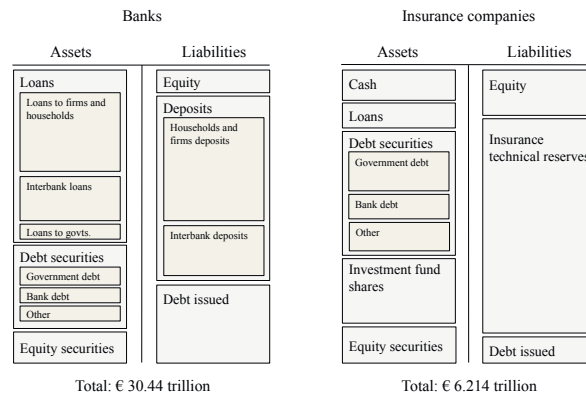 Banks
Assets
Liabilities
Loans
Loans to firms and
households
Interbank loans
Loans to govts.
Debt securities
Government debt
Bank debt
Other
Equity securities
Equity
Deposits
Households and
firms deposits
Interbank deposits
Debt issued
Total: € 30.44 trillion
Insurance companies
Assets
Liabilities
Cash
Loans
Debt securities
Government debt
Bank debt
Other
Investment fund
shares
Equity securities
Equity
Insurance
technical reserves
Debt issued
Total: € 6.214 trillion